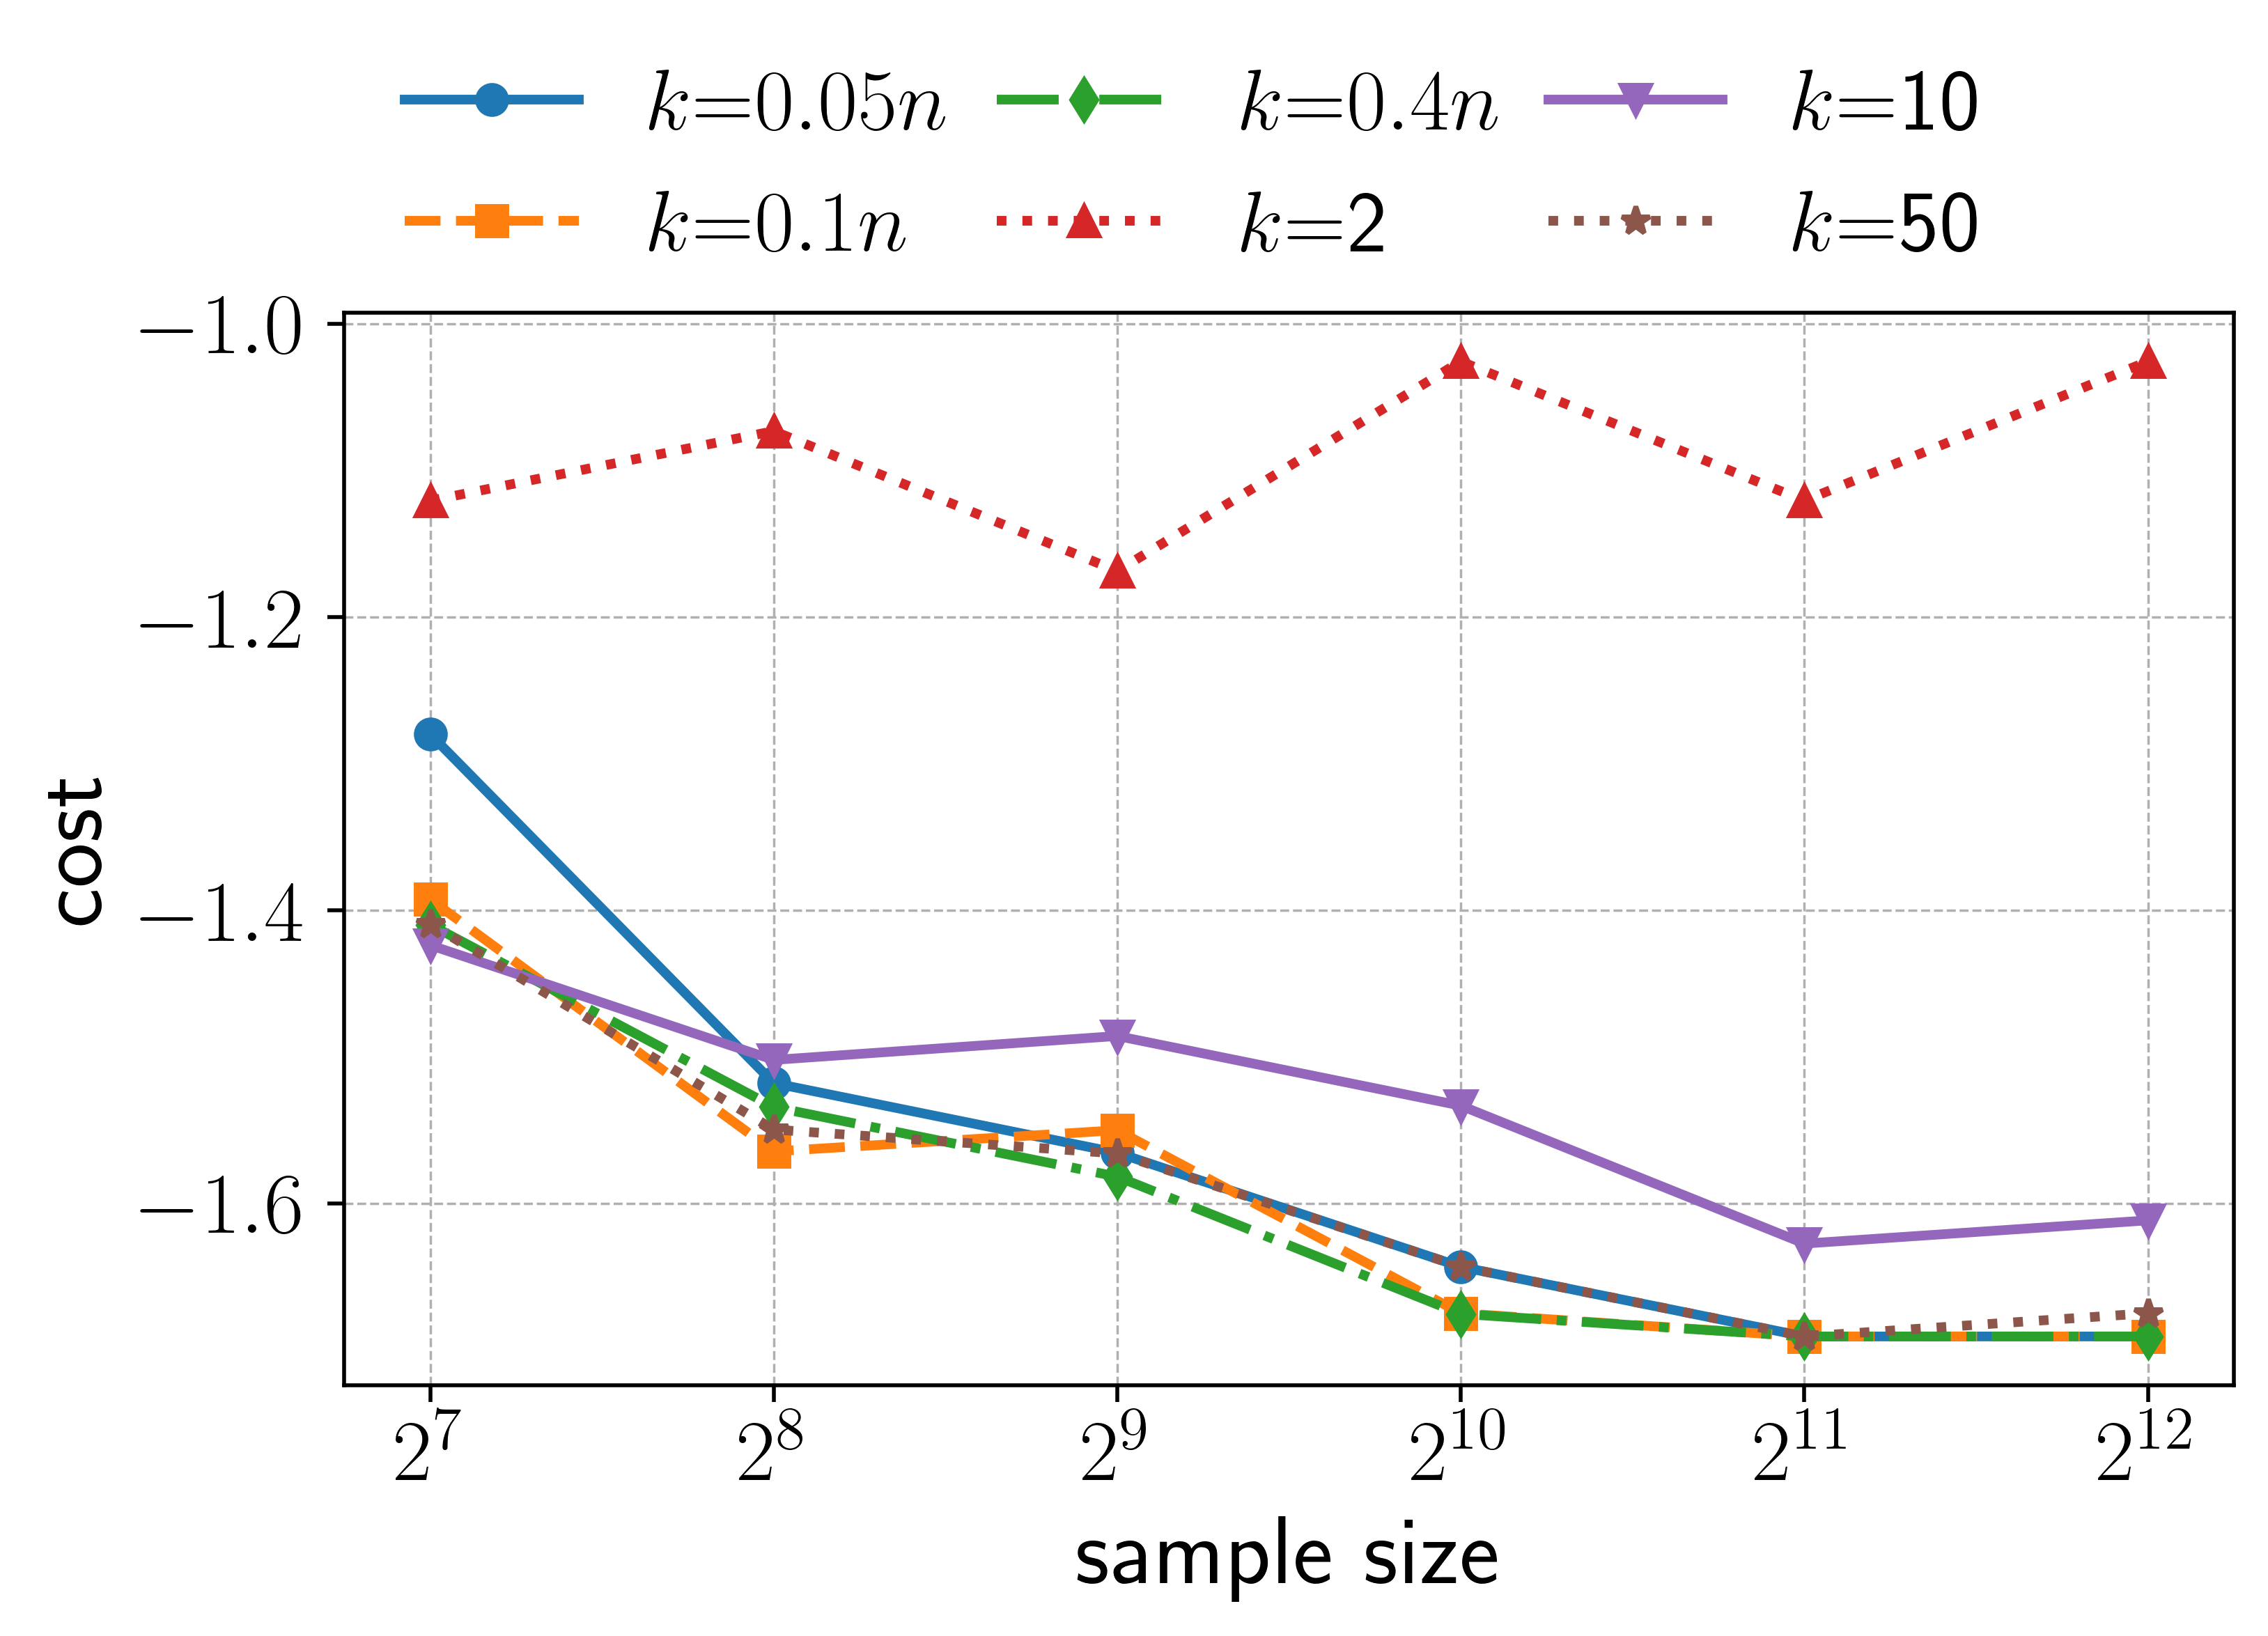 k=0.05n k=0.4n k=10
k=0.1n k=2 k=50
−1.0
−1.2
−1.4
−1.6
cost
2^7 2^8 2^9 2^10 2^11 2^12
sample size